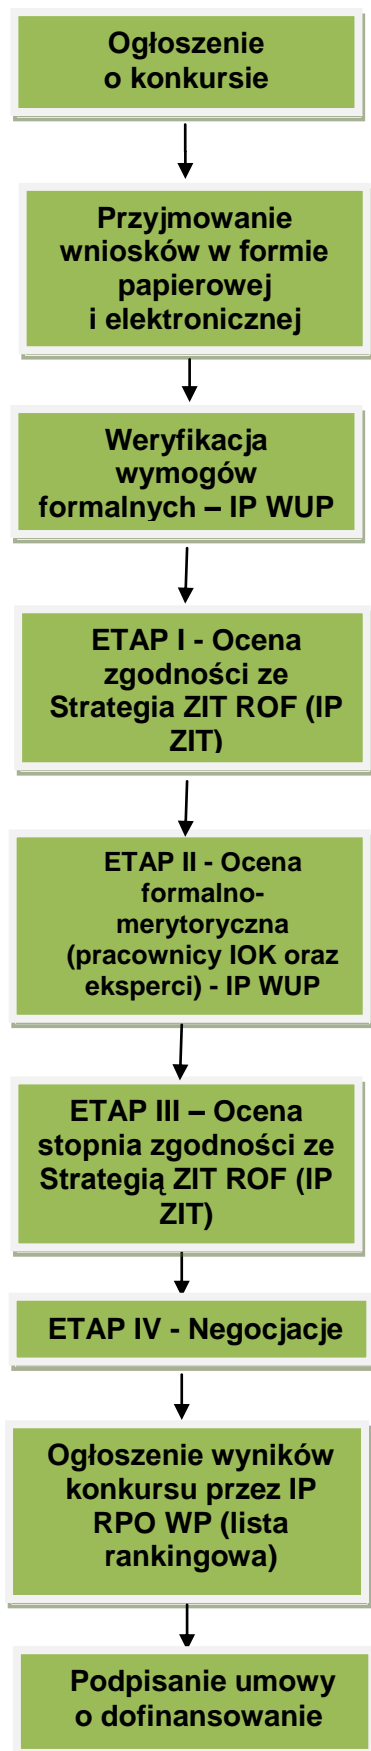 Ogłoszenie
o konkursie
Przyjmowanie
wniosków w formie
papierowej
i elektronicznej
Weryfikacja
wymogów
formalnych – IP WUP
ETAP I - Ocena
zgodności ze
Strategia ZIT ROF (IP
ZIT)
ETAP II - Ocena
formalno-
merytoryczna
(pracownicy IOK oraz
eksperci) - IP WUP
ETAP III – Ocena
stopnia zgodności ze
Strategią ZIT ROF (IP
ZIT)
ETAP IV - Negocjacje
Ogłoszenie wyników
konkursu przez IP
RPO WP (lista
rankingowa)
Podpisanie umowy
o dofinansowanie